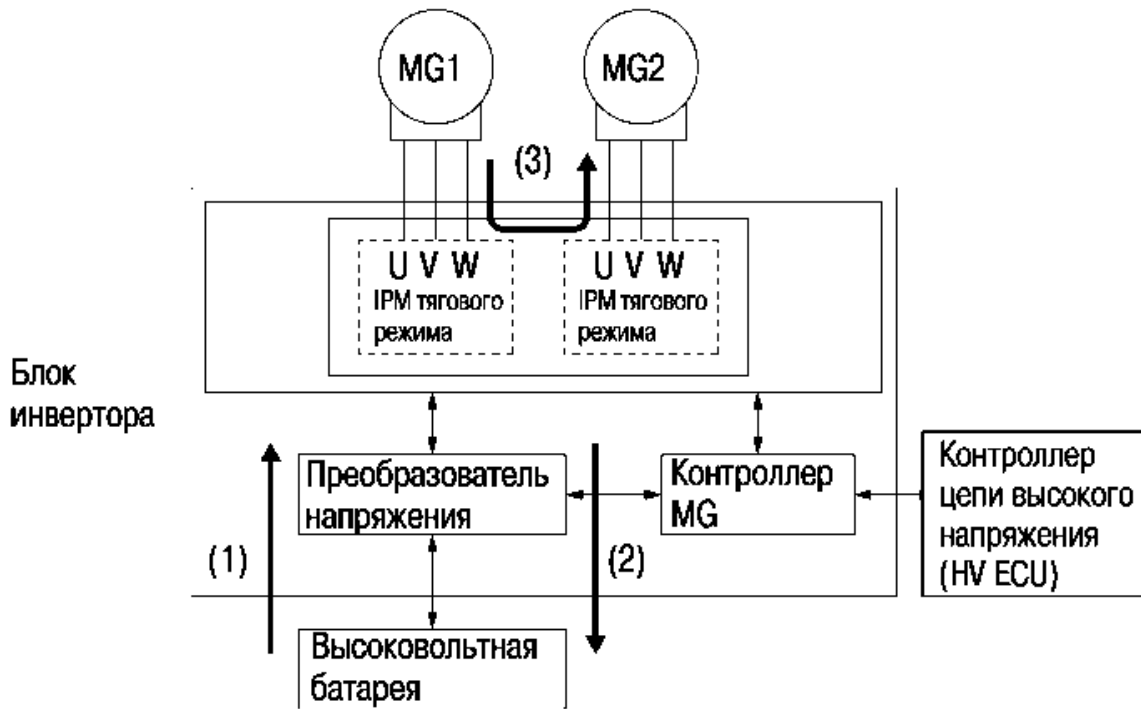 MG1
MG2
(3)
U V W
IPM тягового
режима
U V W
IPM тягового
режима
Блок
инвертора
Преобразователь
напряжения
Контроллер
MG
Контроллер
цепи высокого
напряжения
(HV ECU)
(1)
(2)
Высоковольтная
батарея